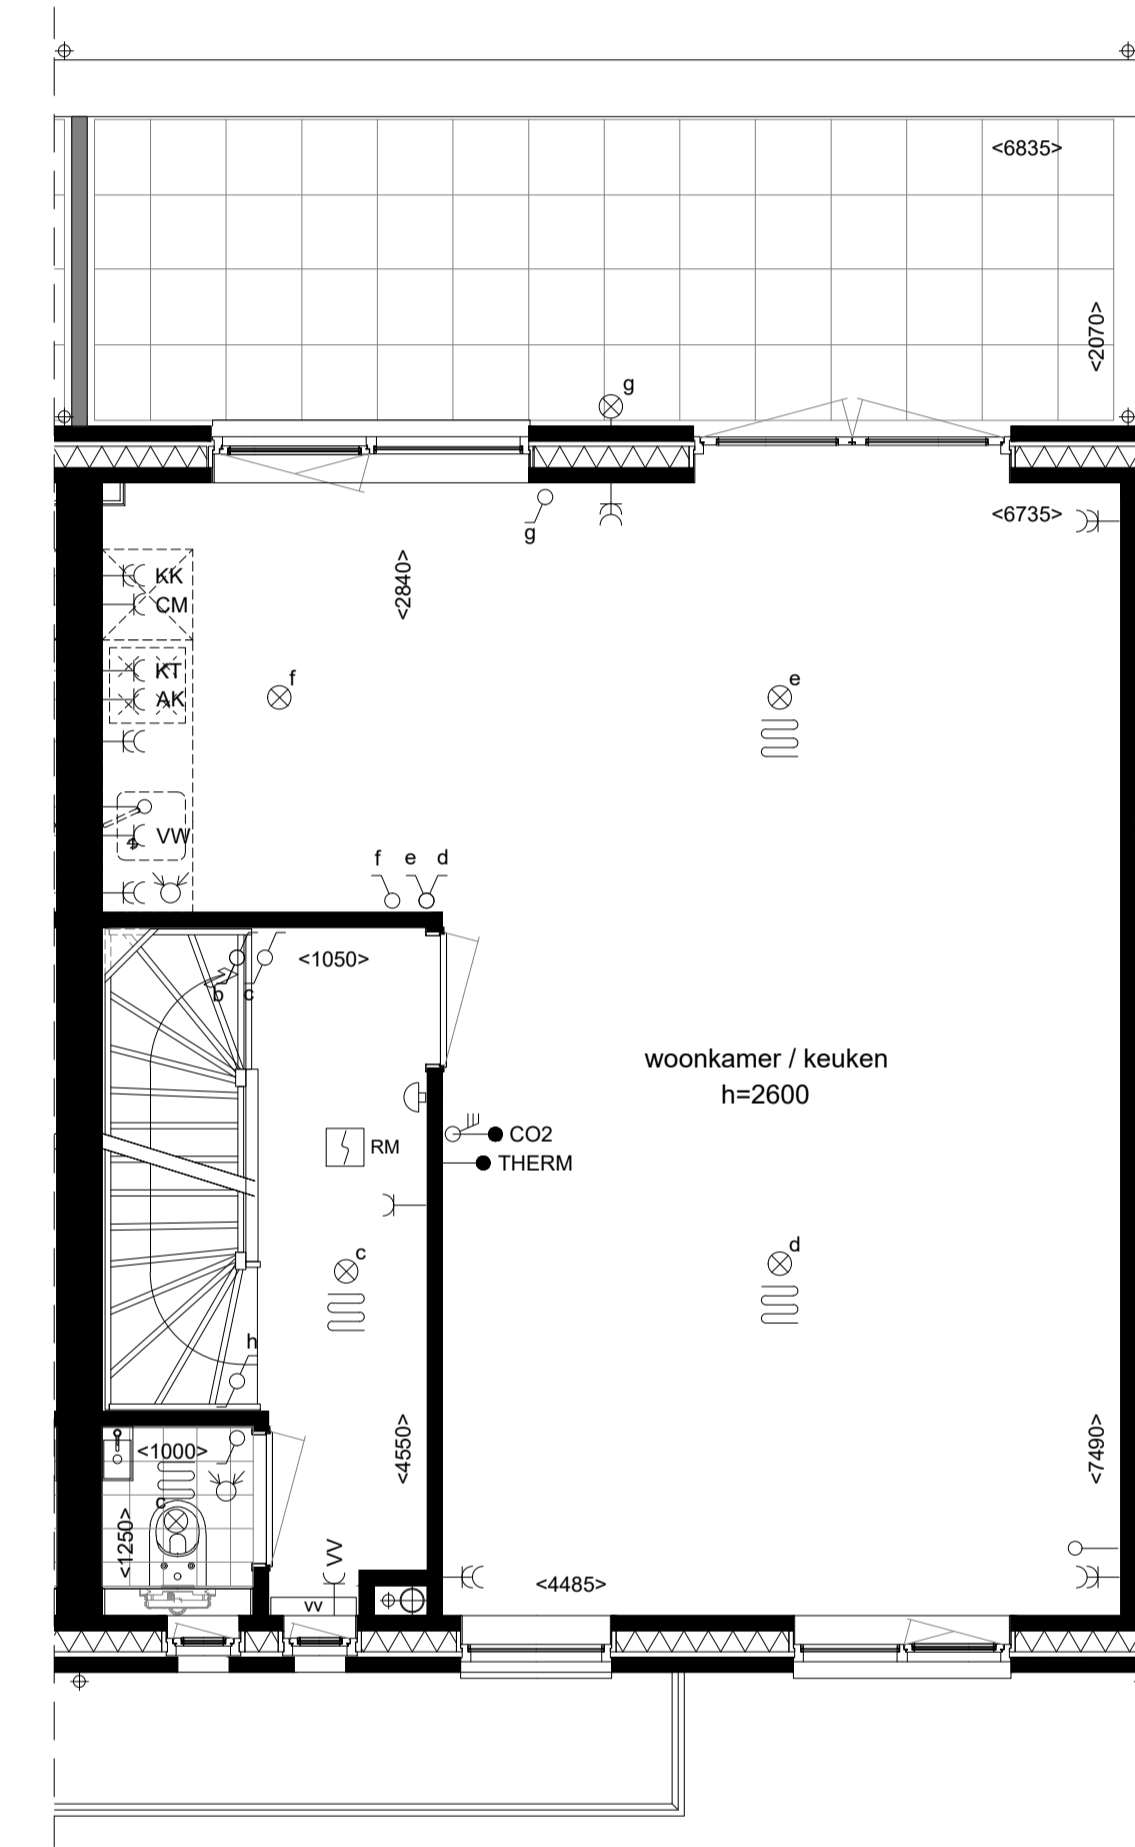 <6835>
<2070>
g
g
<6735>
<2840>
KK
CM
KT
AK
f
e
VW
f e d
<1050>
b c
woonkamer / keuken
h=2600
RM
CO2
THERM
c
d
h
<1000>
<4550>
<7490>
c
<1250>
VV
vv
<4485>